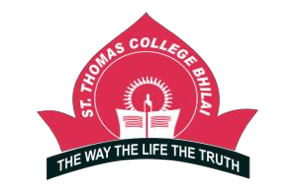 ST. THOMAS COLLEGE BHILAI
THE WAY THE LIFE THE TRUTH